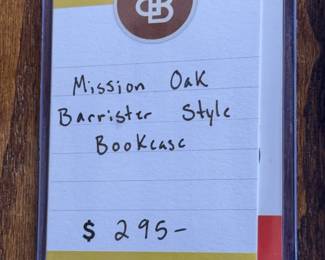 Mission Oak
Barrister Style
Bookcase
$ 295-